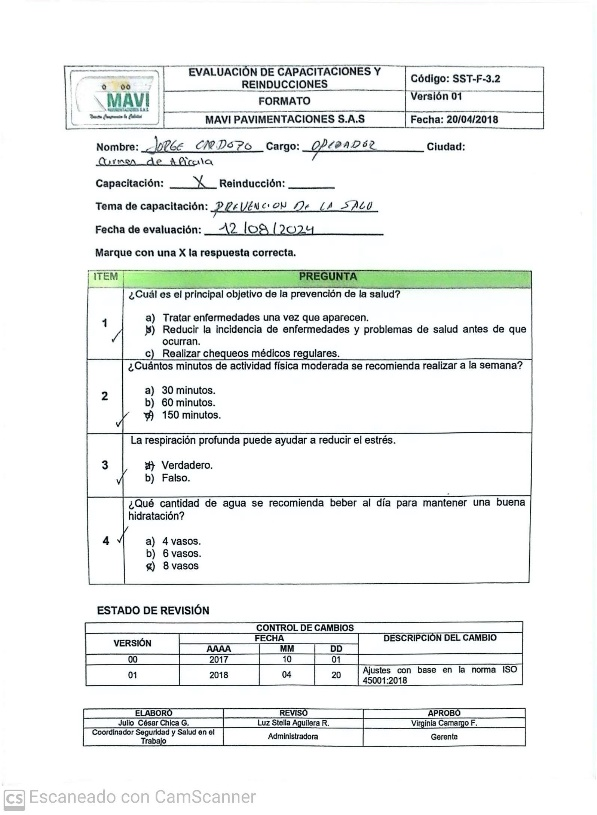 EVALUACIÓN DE CAPACITACIONES Y
REINDUCCIONES
Código: SST-F-3.2
MAVI
PAVIMENTACIONES S.A.S
FORMATO
Versión 01
MAVI PAVIMENTACIONES S.A.S
Fecha: 20/04/2018
Nombre: JORGE CARDOZO Cargo: OPERADOR Ciudad:
Carmen de Apicala
Capacitación: X Reinducción:
Tema de capacitación: PREVENCION DE LA SALU
Fecha de evaluación: 12/08/2024
Marque con una X la respuesta correcta.
ITEM PREGUNTA
¿Cuál es el principal objetivo de la prevención de la salud?
1
a) Tratar enfermedades una vez que aparecen.
b) Reducir la incidencia de enfermedades y problemas de salud antes de que
ocurran.
c) Realizar chequeos médicos regulares.
¿Cuántos minutos de actividad física moderada se recomienda realizar a la semana?
2
a) 30 minutos.
b) 60 minutos.
c) 150 minutos.
La respiración profunda puede ayudar a reducir el estrés.
3
a) Verdadero.
b) Falso.
¿Qué cantidad de agua se recomienda beber al día para mantener una buena
hidratación?
4
a) 4 vasos.
b) 6 vasos.
c) 8 vasos
ESTADO DE REVISIÓN
CONTROL DE CAMBIOS
VERSIÓN FECHA DESCRIPCIÓN DEL CAMBIO
AAAA MM DD
00 2017 10 01
01 2018 04 20 Ajustes con base en la norma ISO
45001:2018
ELABORÓ REVISÓ APROBÓ
Julio César Chica G. Luz Stella Aguilera R. Virginia Camargo F.
Coordinador Seguridad y Salud en el
Trabajo Administradora Gerente
CS Escaneado con CamScanner